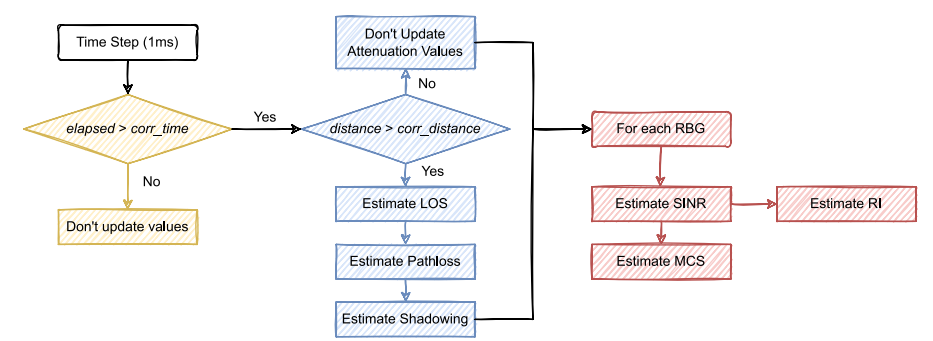 Time Step (1ms)
elapsed > corr_time
Yes
No
Don't update values
Don't Update
Attenuation Values
No
distance > corr_distance
Yes
Estimate LOS
Estimate Pathloss
Estimate Shadowing
For each RBG
Estimate SINR
Estimate RI
Estimate MCS